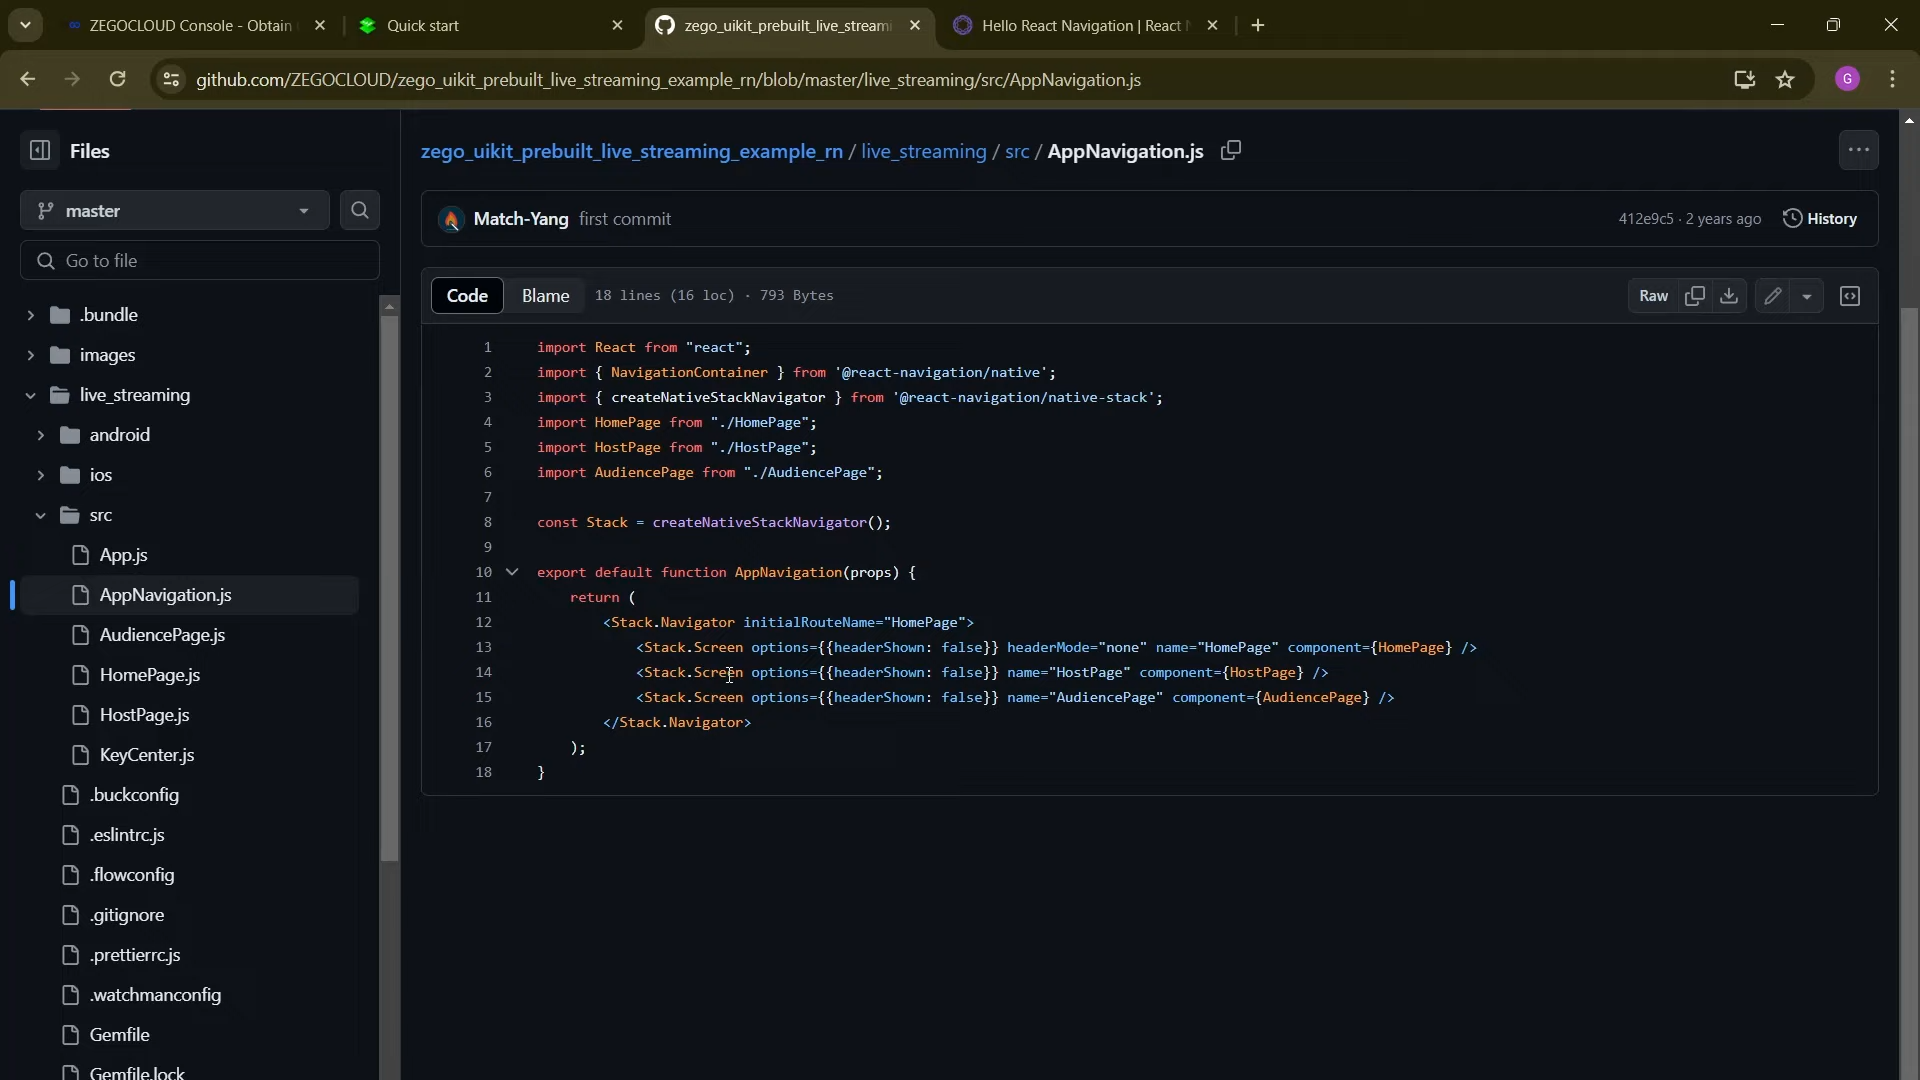 ZEGOCLOUD Console - Obtain
Quick start
zego_uikit_prebuilt_live_streami
Hello React Navigation | React N
github.com/ZEGOCLOUD/zego_uikit_prebuilt_live_streaming_example_rn/blob/master/live_streaming/src/AppNavigation.js
G
Files
master
Go to file
.bundle
images
live_streaming
android
ios
src
App.js
AppNavigation.js
AudiencePage.js
HomePage.js
HostPage.js
KeyCenter.js
.buckconfig
.eslintrc.js
.flowconfig
.gitignore
.prettierrc.js
.watchmanconfig
Gemfile
Gemfile.lock
zego_uikit_prebuilt_live_streaming_example_rn / live_streaming / src / AppNavigation.js
Match-Yang first commit
412e9c5 · 2 years ago
History
Code
Blame
18 lines (16 loc) · 793 Bytes
Raw
1 import React from "react";
2 import { NavigationContainer } from '@react-navigation/native';
3 import { createNativeStackNavigator } from '@react-navigation/native-stack';
4 import HomePage from "./HomePage";
5 import HostPage from "./HostPage";
6 import AudiencePage from "./AudiencePage";
7
8 const Stack = createNativeStackNavigator();
9
10 export default function AppNavigation(props) {
11 return (
12 <Stack.Navigator initialRouteName="HomePage">
13 <Stack.Screen options={{headerShown: false}} headerMode="none" name="HomePage" component={HomePage} />
14 <Stack.Screen options={{headerShown: false}} name="HostPage" component={HostPage} />
15 <Stack.Screen options={{headerShown: false}} name="AudiencePage" component={AudiencePage} />
16 </Stack.Navigator>
17 );
18 }